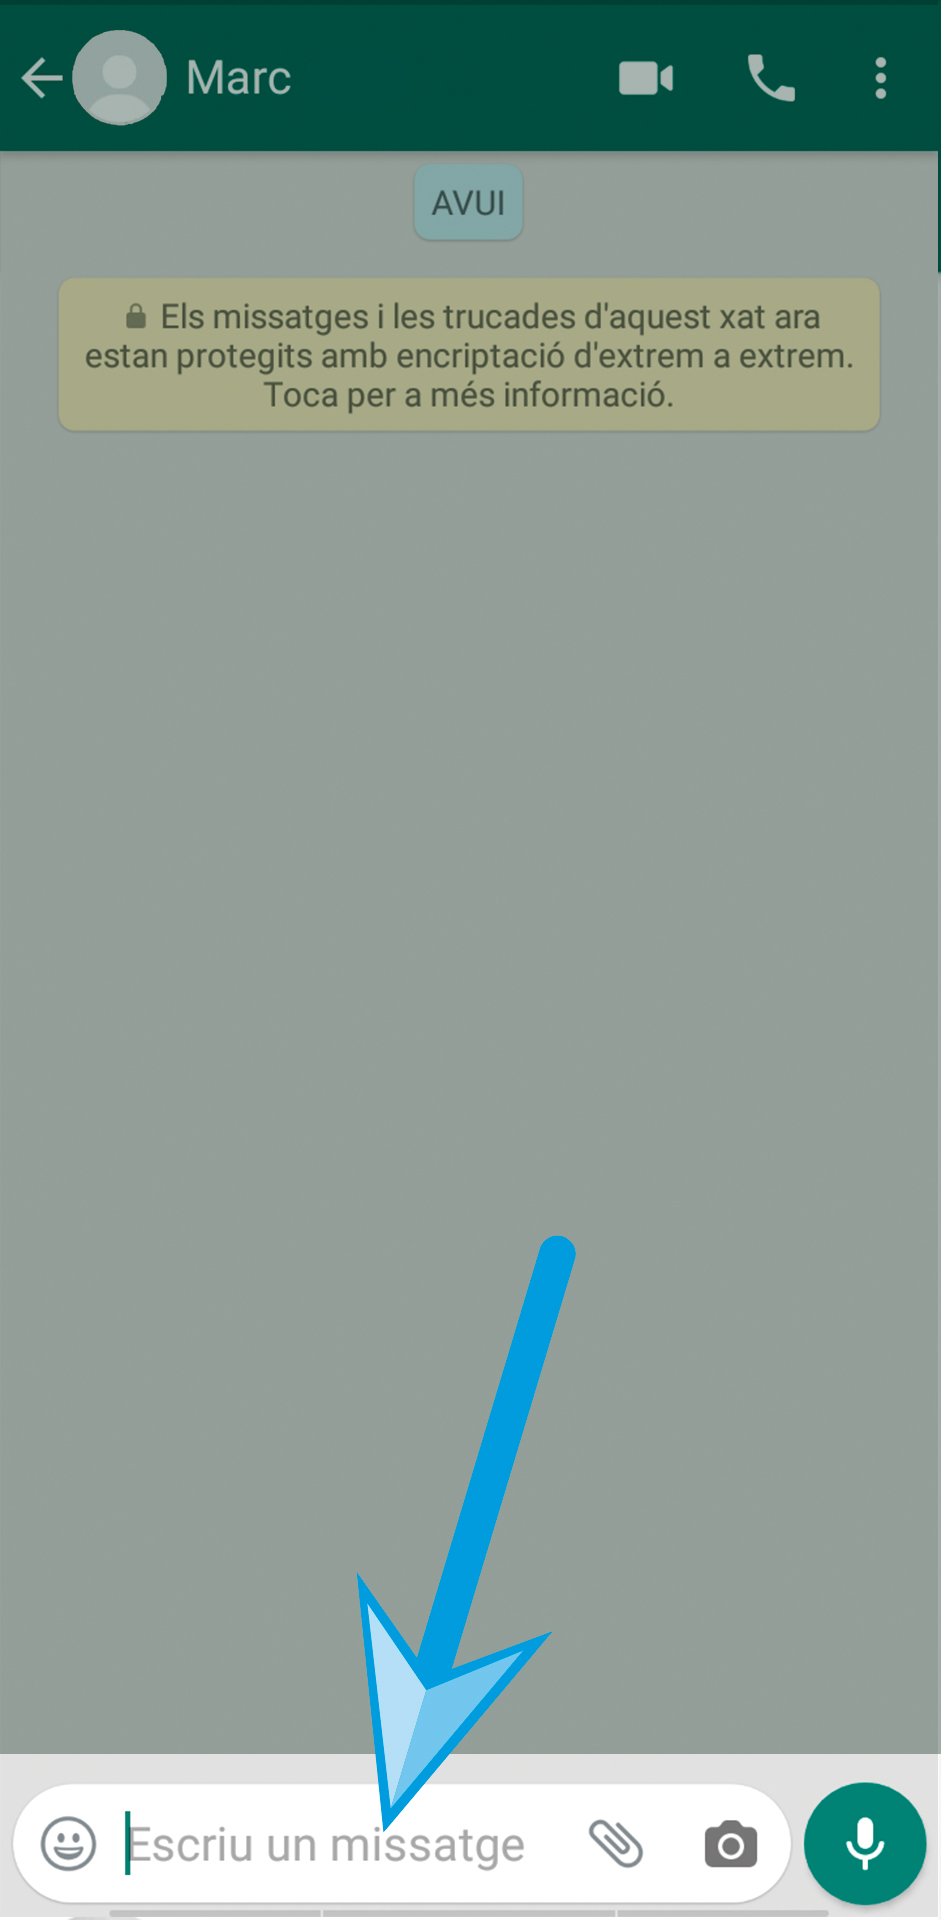 Marc
AVUI
Els missatges i les trucades d'aquest xat ara
estan protegits amb encriptació d'extrem a extrem.
Toca per a més informació.
Escriu un missatge